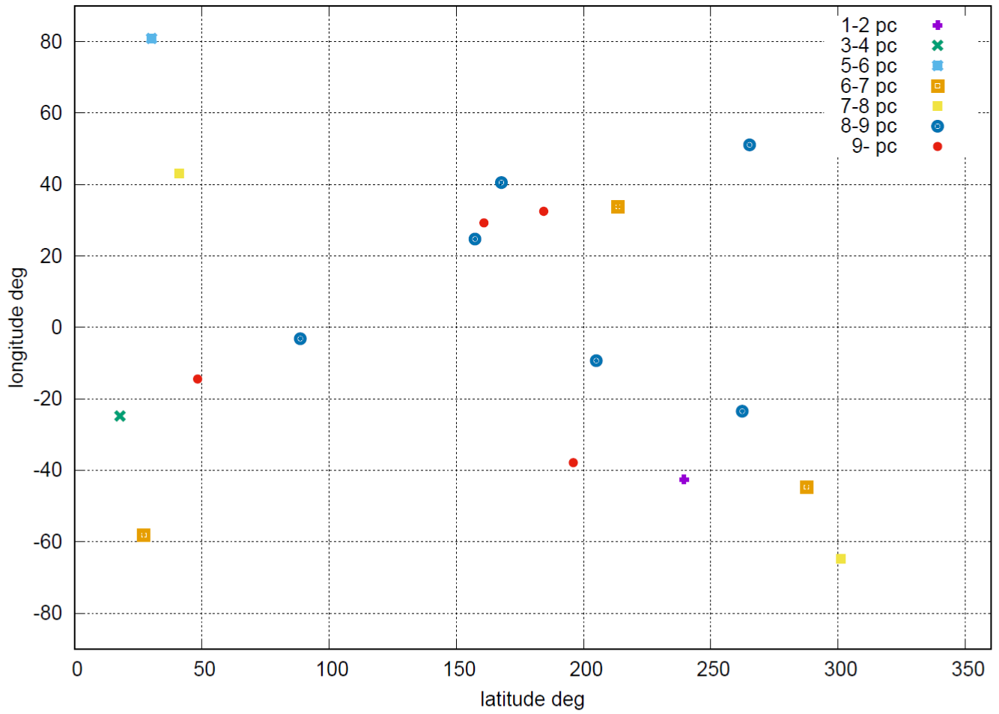 1-2 pc
3-4 pc
5-6 pc
6-7 pc
7-8 pc
8-9 pc
9- pc
80
60
40
20
0
-20
-40
-60
-80
longitude deg
0 50 100 150 200 250 300 350
latitude deg